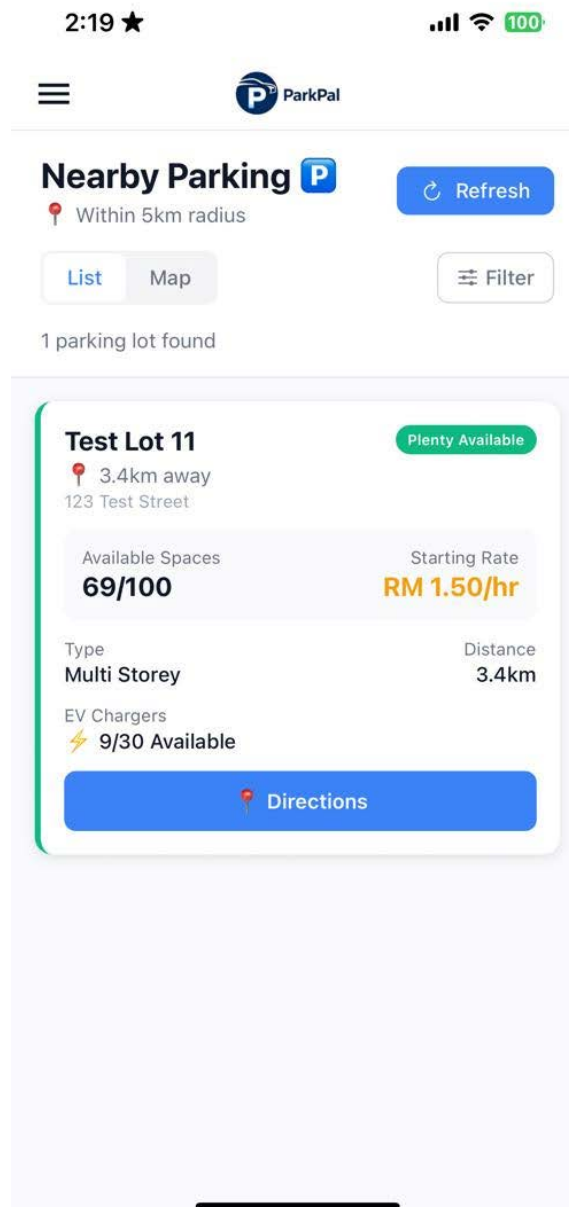 2:19 ★ 100
P ParkPal
Nearby Parking 🅿️
↻ Refresh
📍 Within 5km radius
List Map Filter
1 parking lot found
Test Lot 11 Plenty Available
📍 3.4km away
123 Test Street
Available Spaces Starting Rate
69/100 RM 1.50/hr
Type Distance
Multi Storey 3.4km
EV Chargers
⚡ 9/30 Available
📍 Directions